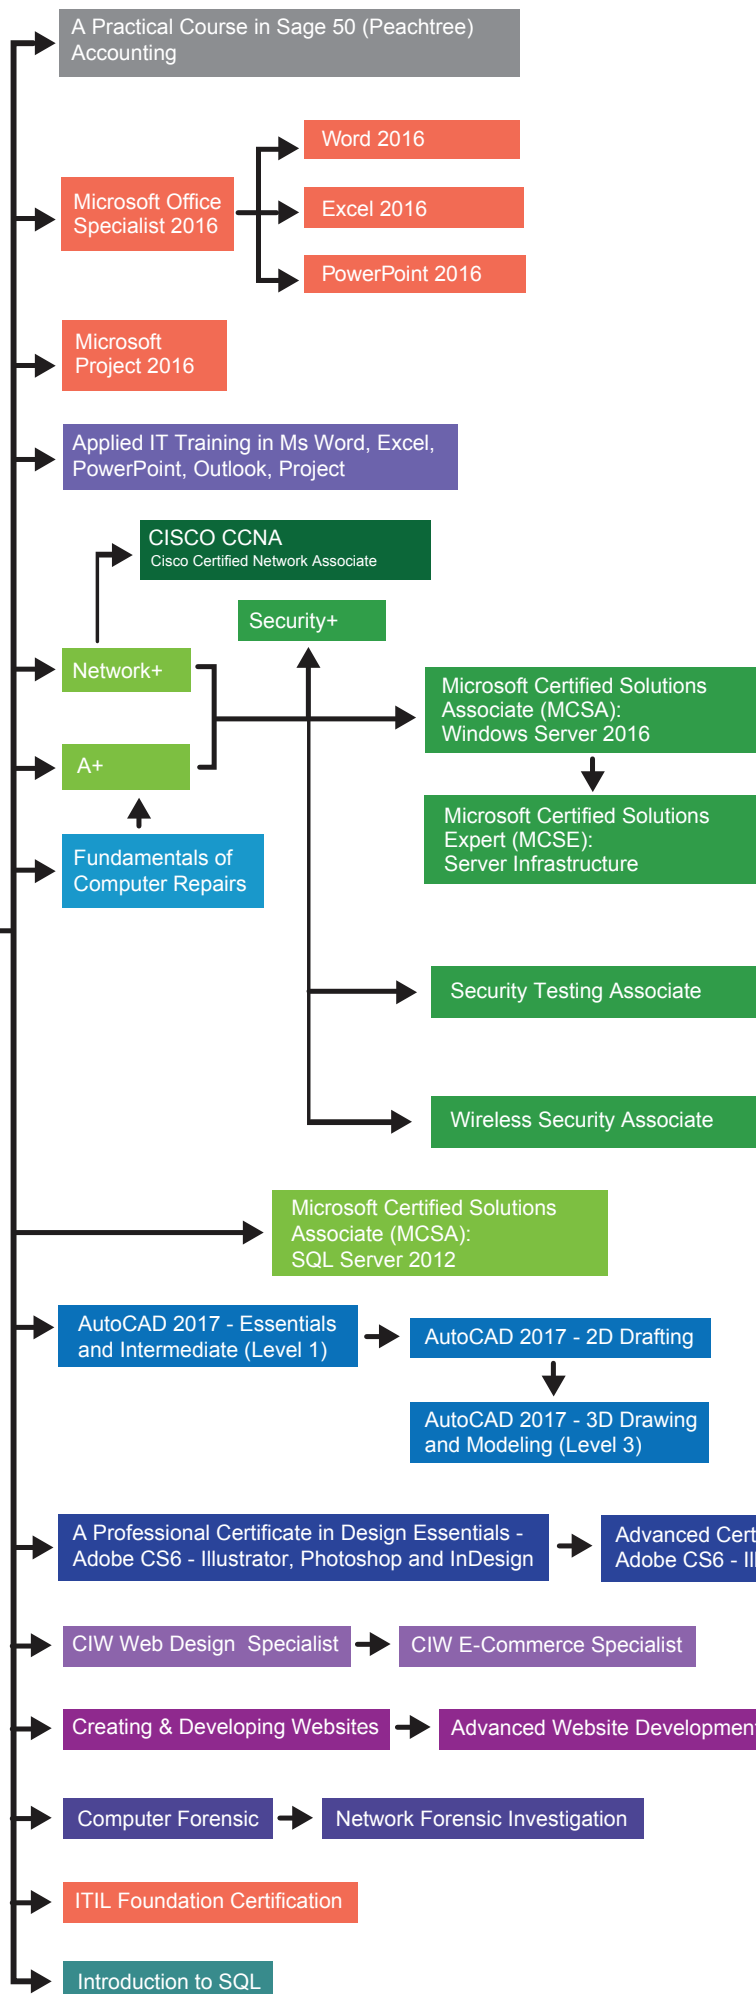 A Practical Course in Sage 50 (Peachtree)
Accounting
Word 2016
Microsoft Office
Specialist 2016
Excel 2016
PowerPoint 2016
Microsoft
Project 2016
Applied IT Training in Ms Word, Excel,
PowerPoint, Outlook, Project
CISCO CCNA
Cisco Certified Network Associate
Security+
Network+
Microsoft Certified Solutions
Associate (MCSA):
Windows Server 2016
A+
Microsoft Certified Solutions
Expert (MCSE):
Server Infrastructure
Fundamentals of
Computer Repairs
Security Testing Associate
Wireless Security Associate
Microsoft Certified Solutions
Associate (MCSA):
SQL Server 2012
AutoCAD 2017 - Essentials
and Intermediate (Level 1)
AutoCAD 2017 - 2D Drafting
AutoCAD 2017 - 3D Drawing
and Modeling (Level 3)
A Professional Certificate in Design Essentials -
Adobe CS6 - Illustrator, Photoshop and InDesign
Advanced
Adobe CS6 -
CIW Web Design Specialist
CIW E-Commerce Specialist
Creating & Developing Websites
Advanced Website Development
Computer Forensic
Network Forensic Investigation
ITIL Foundation Certification
Introduction to SQL